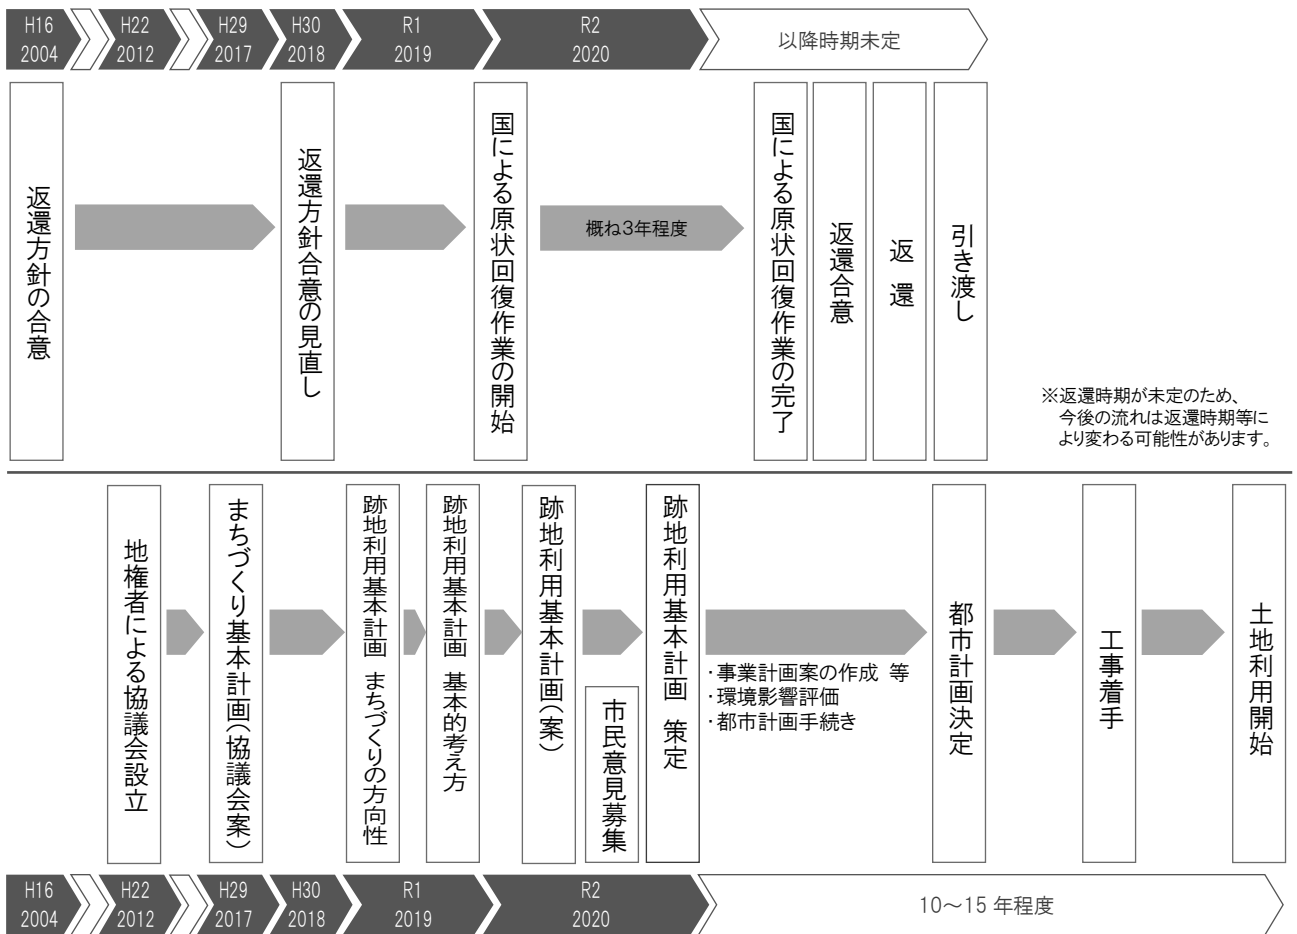 H16
2004
H22
2012
H29
2017
H30
2018
R1
2019
R2
2020
以降時期未定
返還方針の合意
返還方針合意の見直し
国による原状回復作業の開始
概ね3年程度
国による原状回復作業の完了
返還合意
返 還
引き渡し
※返還時期が未定のため、
今後の流れは返還時期等に
より変わる可能性があります。
地権者による協議会設立
まちづくり基本計画(協議会案)
跡地利用基本計画 まちづくりの方向性
跡地利用基本計画 基本的考え方
跡地利用基本計画(案)
市民意見募集
跡地利用基本計画 策定
・事業計画案の作成 等
・環境影響評価
・都市計画手続き
都市計画決定
工事着手
土地利用開始
H16
2004
H22
2012
H29
2017
H30
2018
R1
2019
R2
2020
10～15 年程度